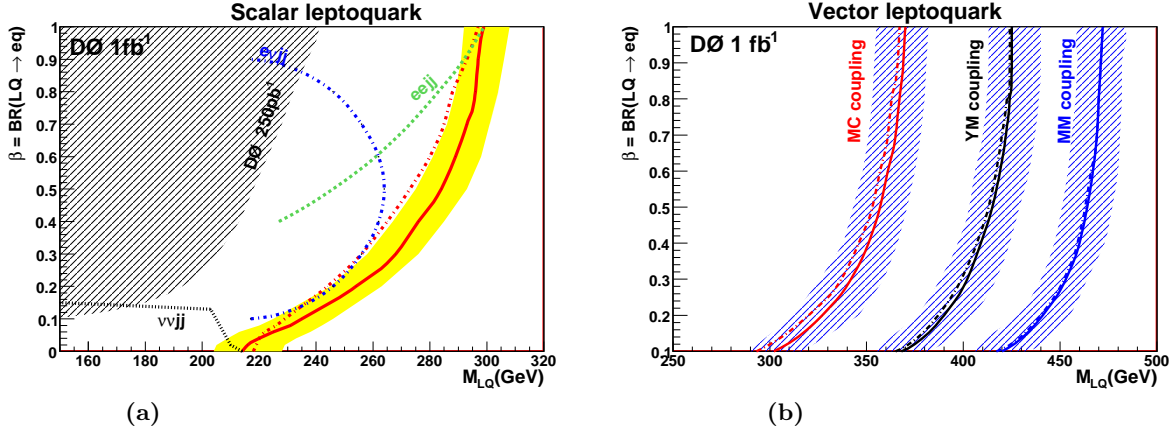 Scalar leptoquark
DØ 1fb⁻¹
eνjj
eejj
DØ 250pb⁻¹
ννjj
β = BR(LQ → eq)
1
0.9
0.8
0.7
0.6
0.5
0.4
0.3
0.2
0.1
0
160 180 200 220 240 260 280 300 320
M_LQ(GeV)
(a)
Vector leptoquark
DØ 1 fb⁻¹
MC coupling
YM coupling
MM coupling
β = BR(LQ → eq)
1
0.9
0.8
0.7
0.6
0.5
0.4
0.3
0.2
0.1
250 300 350 400 450 500
M_LQ(GeV)
(b)